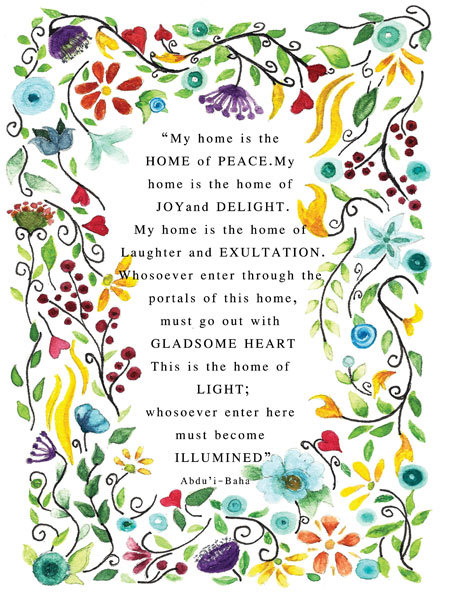 “My home is the
HOME of PEACE.My
home is the home of
JOYand DELIGHT.
My home is the home of
Laughter and EXULTATION.
Whosoever enter through the
portals of this home,
must go out with
GLADSOME HEART
This is the home of
LIGHT;
whosoever enter here
must become
ILLUMINED”
Abdu'i-Baha